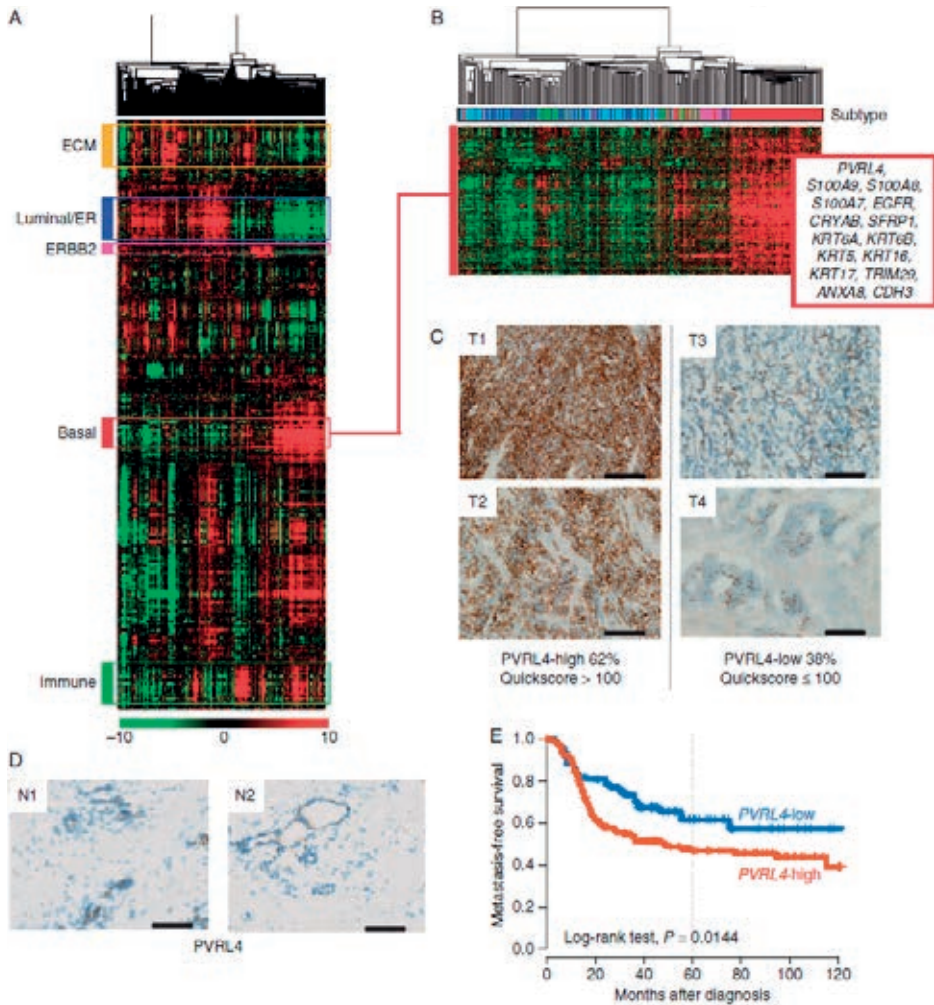 A
ECM
Luminal/ER
ERBB2
Basal
Immune
–10
0
10
B
Subtype
PVRL4,
S100A9, S100A8,
S100A7, EGFR,
CRYAB, SFRP1,
KRT6A, KRT6B,
KRT5, KRT16,
KRT17, TRIM29,
ANXA8, CDH3
C
T1
T3
T2
T4
PVRL4-high 62%
Quickscore > 100
PVRL4-low 38%
Quickscore ≤ 100
D
N1
N2
PVRL4
E
Metastasis-free survival
1.0
0.8
0.6
0.4
0.2
0.0
PVRL4-low
PVRL4-high
Log-rank test, P = 0.0144
0
20
40
60
80
100
120
Months after diagnosis